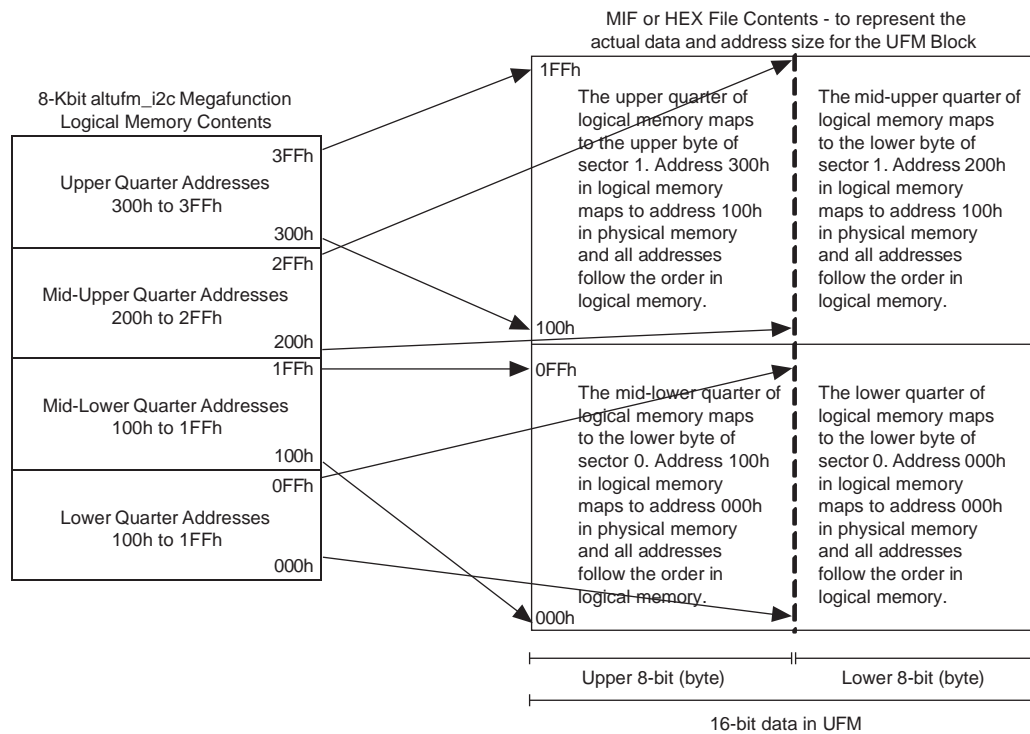 MIF or HEX File Contents - to represent the
actual data and address size for the UFM Block
8-Kbit altufm_i2c Megafunction
Logical Memory Contents
3FFh
Upper Quarter Addresses
300h to 3FFh
300h
2FFh
Mid-Upper Quarter Addresses
200h to 2FFh
200h
1FFh
Mid-Lower Quarter Addresses
100h to 1FFh
100h
0FFh
Lower Quarter Addresses
100h to 1FFh
000h
1FFh
The upper quarter of
logical memory maps
to the upper byte of
sector 1. Address 300h
in logical memory
maps to address 100h
in physical memory
and all addresses
follow the order in
logical memory.
100h
The mid-upper quarter of
logical memory maps
to the lower byte of
sector 1. Address 200h
in logical memory
maps to address 100h
in physical memory
and all addresses
follow the order in
logical memory.
0FFh
The mid-lower quarter of
logical memory maps
to the lower byte of
sector 0. Address 100h
in logical memory
maps to address 000h
in physical memory
and all addresses
follow the order in
logical memory.
000h
The lower quarter of
logical memory maps
to the lower byte of
sector 0. Address 000h
in logical memory
maps to address 000h
in physical memory
and all addresses
follow the order in
logical memory.
Upper 8-bit (byte)
Lower 8-bit (byte)
16-bit data in UFM